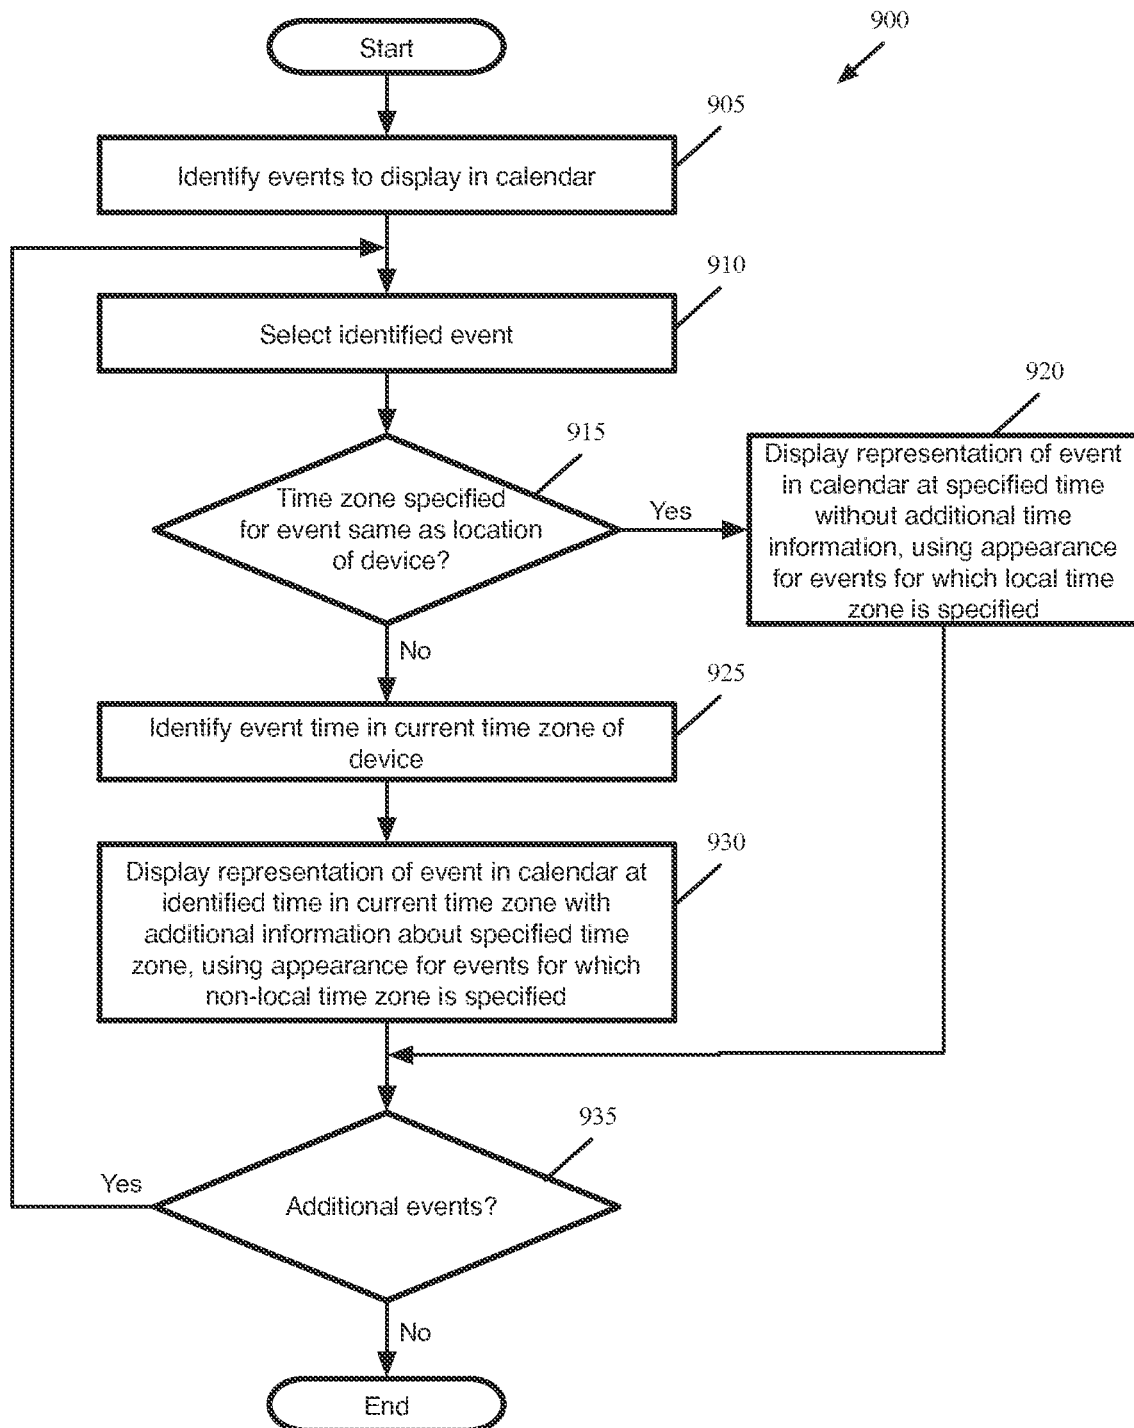 Start
900
905
Identify events to display in calendar
910
Select identified event
920
915
Time zone specified
for event same as location
of device?
Yes
Display representation of event
in calendar at specified time
without additional time
information, using appearance
for events for which local time
zone is specified
No
925
Identify event time in current time zone of
device
930
Display representation of event in calendar at
identified time in current time zone with
additional information about specified time
zone, using appearance for events for which
non-local time zone is specified
935
Yes
Additional events?
No
End